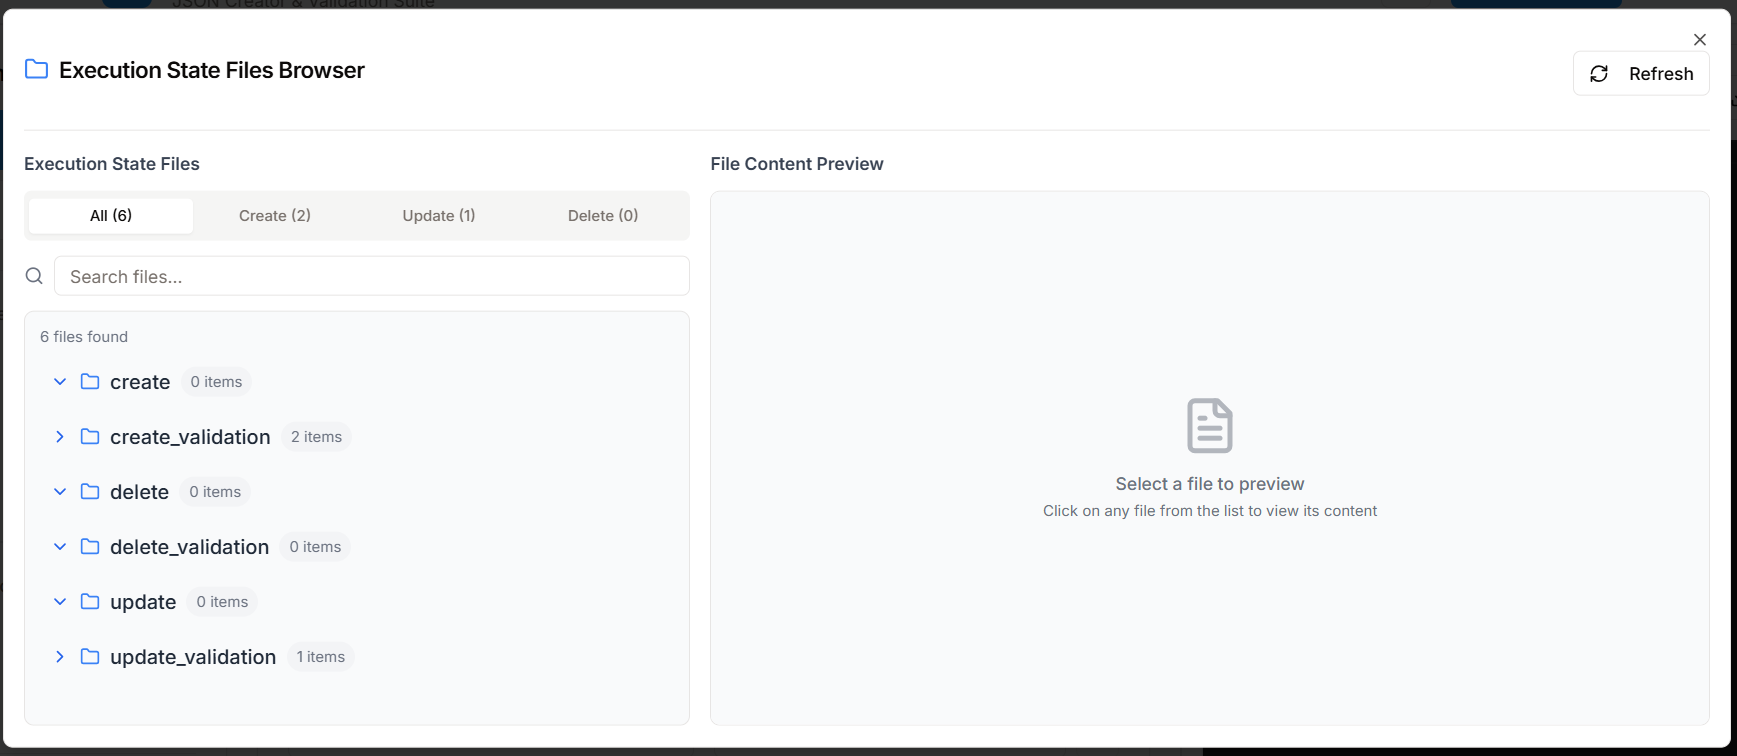 JSON Creator & Validation Suite
Execution State Files Browser
Refresh
Execution State Files
All (6)
Create (2)
Update (1)
Delete (0)
Search files...
6 files found
create 0 items
create_validation 2 items
delete 0 items
delete_validation 0 items
update 0 items
update_validation 1 items
File Content Preview
Select a file to preview
Click on any file from the list to view its content